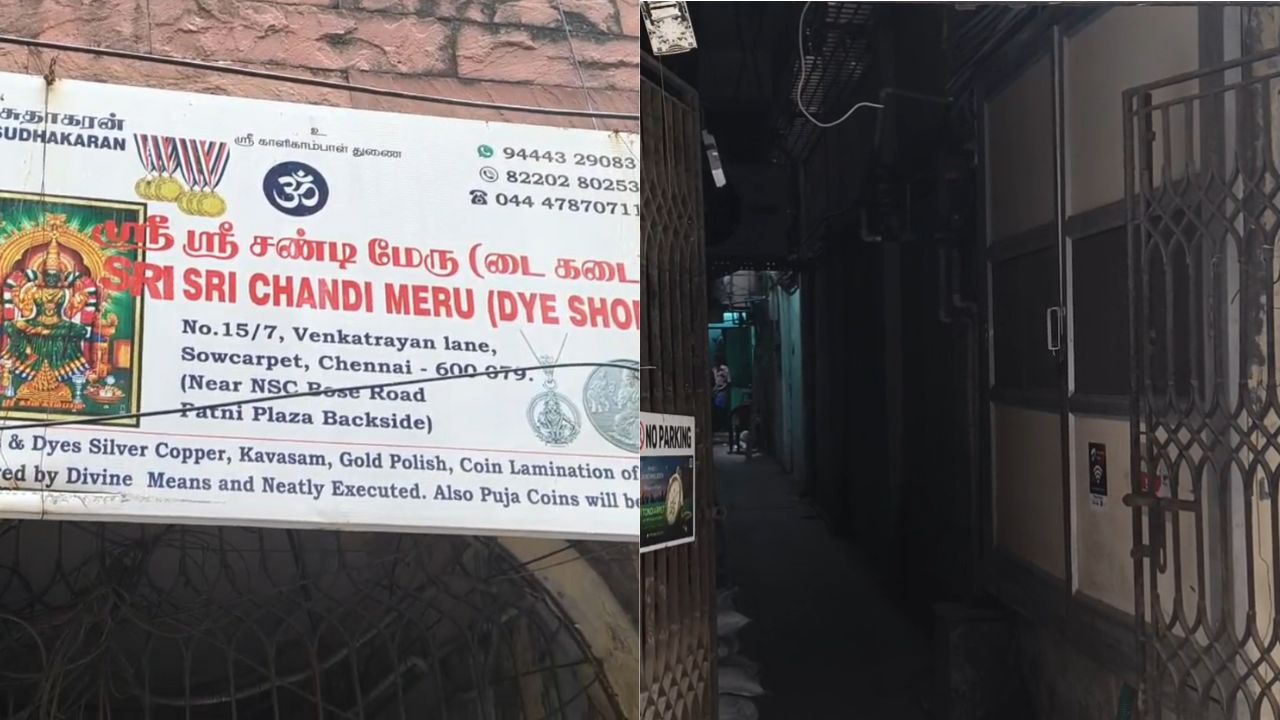 சுதாகரன்
SUDHAKARAN
உ
ஸ்ரீ காளிகாம்பாள் துணை
ॐ
94443 29083
82202 80253
044 4787071
ஸ்ரீ ஸ்ரீ சண்டி மேரு (டை கடை
SRI SRI CHANDI MERU (DYE SHO
No.15/7, Venkatrayan lane,
Sowcarpet, Chennai - 600 079.
(Near NSC Bose Road
Patni Plaza Backside)
& Dyes Silver Copper, Kavasam, Gold Polish, Coin Lamination of
ed by Divine Means and Neatly Executed. Also Puja Coins will be
NO PARKING